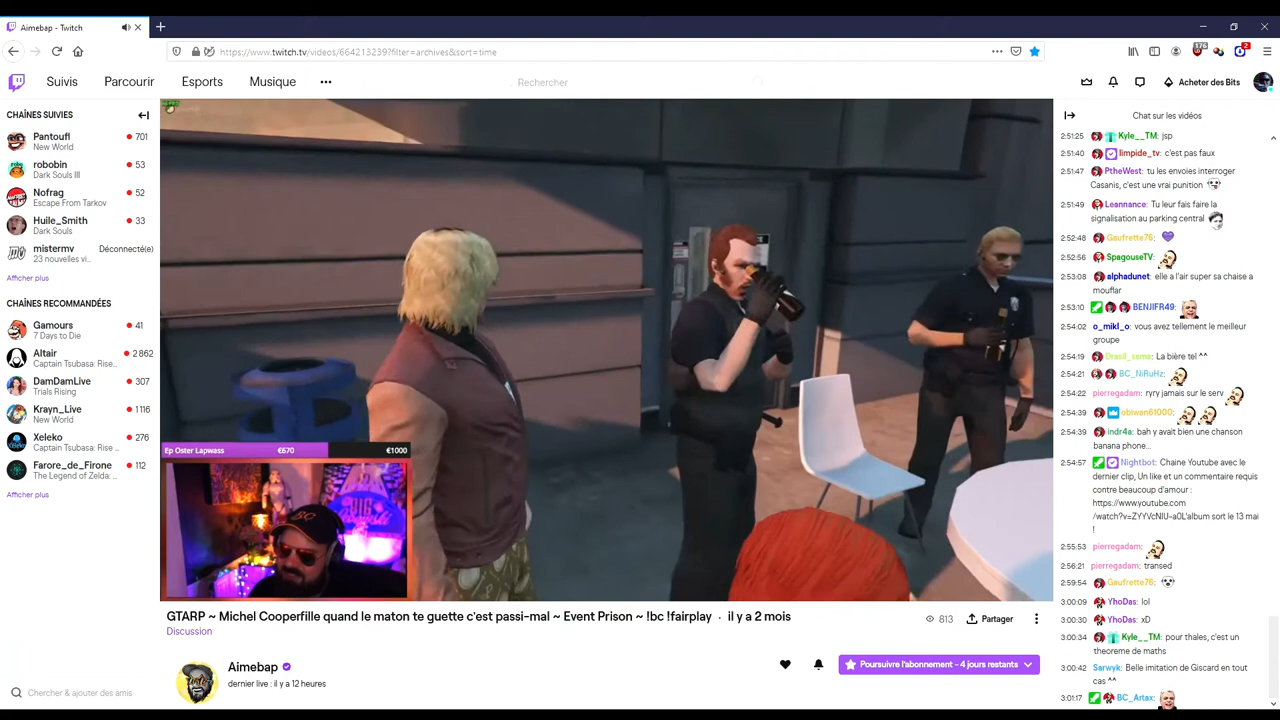 Aimebap - Twitch
https://www.twitch.tv/videos/664213239?filter=archives&sort=time
176
2
Suivis
Parcourir
Esports
Musique
Rechercher
Acheter des Bits
CHAÎNES SUIVIES
Pantoufl
701
New World
robobin
53
Dark Souls III
Nofrag
52
Escape From Tarkov
Huile_Smith
33
Dark Souls
mistermv
Déconnecté(e)
23 nouvelles vi...
Afficher plus
CHAÎNES RECOMMANDÉES
Gamours
41
7 Days to Die
Altair
2 862
Captain Tsubasa: Rise...
DamDamLive
307
Trials Rising
Krayn_Live
1 116
New World
Xeleko
276
Captain Tsubasa: Rise...
Farore_de_Firone
112
The Legend of Zelda: ...
Afficher plus
Chercher & ajouter des amis
Ep Oster Lapwass
€670
€1000
GTARP ~ Michel Cooperfille quand le maton te guette c'est passi-mal ~ Event Prison ~ !bc !fairplay · il y a 2 mois
Discussion
813
Partager
Aimebap
dernier live : il y a 12 heures
Poursuivre l'abonnement – 4 jours restants
Chat sur les vidéos
2:51:25 Kyle__TM: jsp
2:51:40 limpide_tv: c'est pas faux
2:51:47 PtheWest: tu les envoies interroger
Casanis, c'est une vrai punition
2:51:49 Leannance: Tu leur fais faire la
signalisation au parking central
2:52:48 Gaufrette76:
2:52:56 SpagouseTV:
2:53:08 alphadunet: elle a l'air super sa chaise a
mouflar
2:53:10 BENJIFR49:
2:54:02 o_mikl_o: vous avez tellement le meilleur
groupe
2:54:19 Drasil_sama: La bière tel ^^
2:54:21 BC_NiRuHz:
2:54:22 pierregadam: ryry jamais sur le serv
2:54:39 obiwan61000:
2:54:39 indr4a: bah y avait bien une chanson
banana phone...
2:54:57 Nightbot: Chaine Youtube avec le
dernier clip, Un like et un commentaire requis
contre beaucoup d'amour :
https://www.youtube.com
/watch?v=ZYYVcNIU-a0L'album sort le 13 mai
!
2:55:53 pierregadam:
2:56:21 pierregadam: transed
2:59:54 Gaufrette76:
3:00:09 YhoDas: lol
3:00:30 YhoDas: xD
3:00:34 Kyle__TM: pour thales, c'est un
theoreme de maths
3:00:42 Sarwyk: Belle imitation de Giscard en tout
cas ^^
3:01:17 BC_Artax: